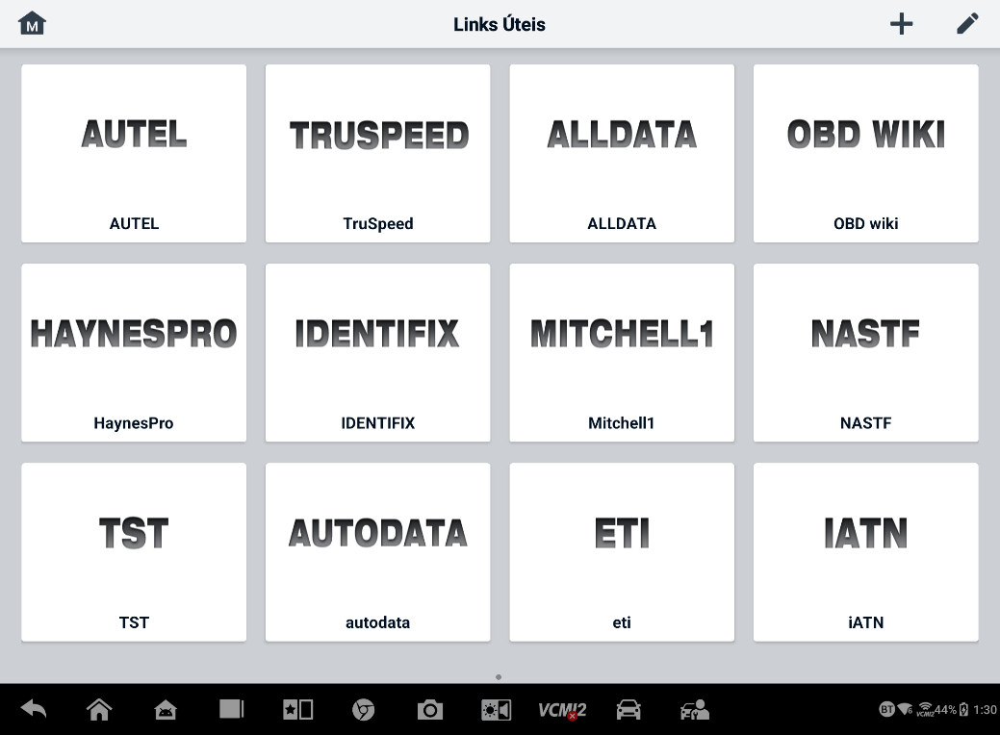 M
Links Úteis
AUTEL
TRUSPEED
ALLDATA
OBD WIKI
AUTEL
TruSpeed
ALLDATA
OBD wiki
HAYNESPRO
IDENTIFIX
MITCHELL1
NASTF
HaynesPro
IDENTIFIX
Mitchell1
NASTF
TST
AUTODATA
ETI
IATN
TST
autodata
eti
iATN
VCMI2
BT 6 VCMI2 44% 1:30